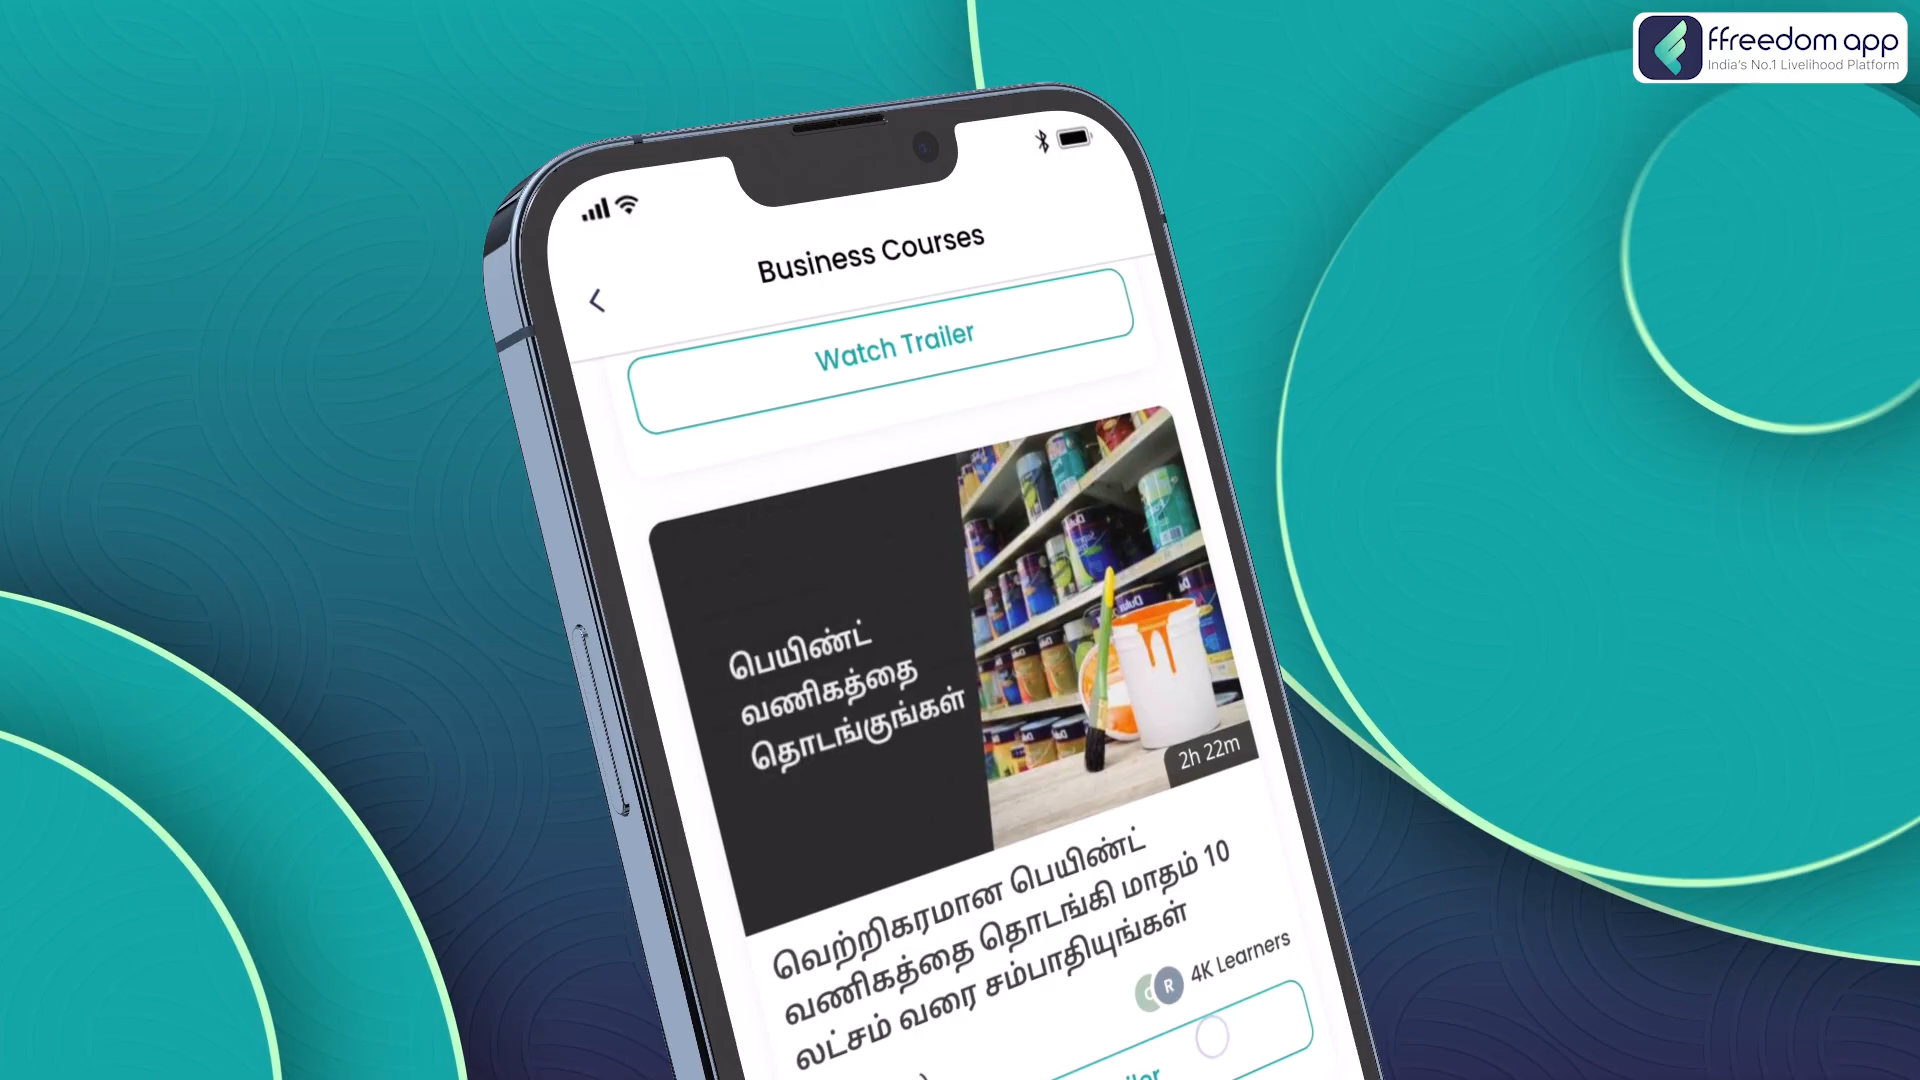 ffreedom app
India's No.1 Livelihood Platform
Business Courses
Watch Trailer
பெயிண்ட்
வணிகத்தை
தொடங்குங்கள்
Dulux
2h 22m
வெற்றிகரமான பெயிண்ட்
வணிகத்தை தொடங்கி மாதம் 10
லட்சம் வரை சம்பாதியுங்கள்
R
4K Learners